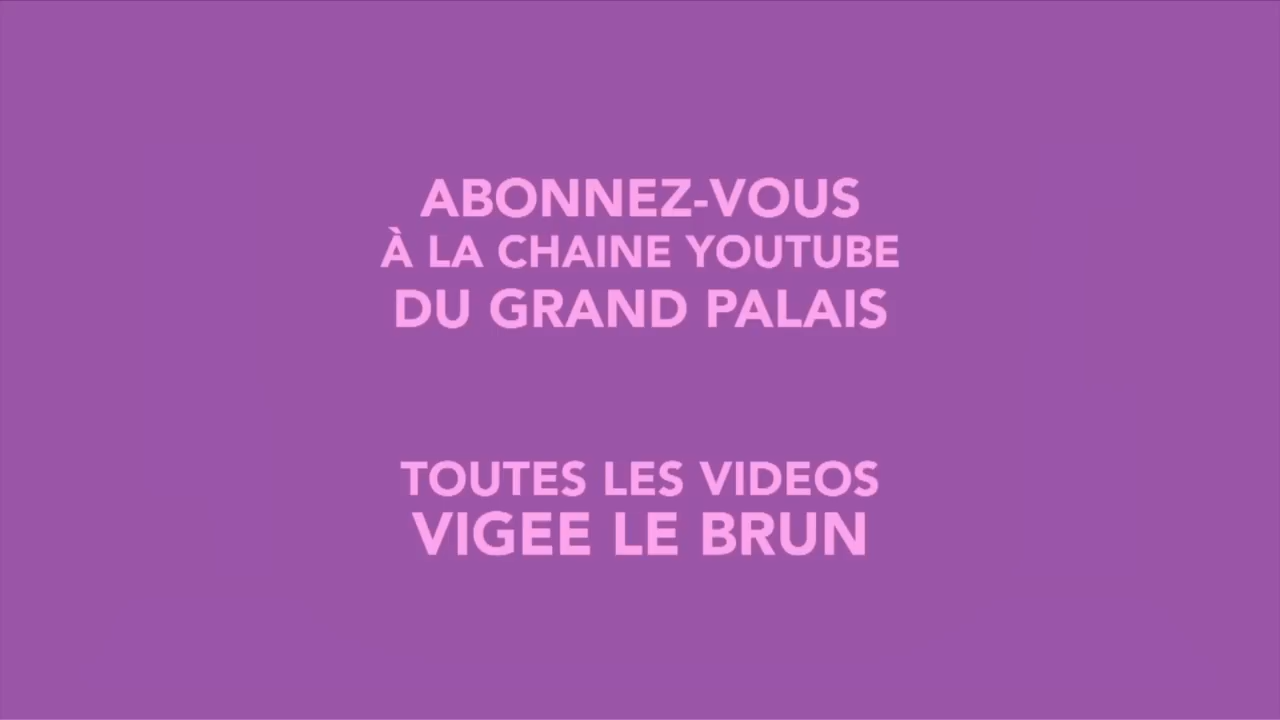 ABONNEZ-VOUS
À LA CHAINE YOUTUBE
DU GRAND PALAIS
TOUTES LES VIDEOS
VIGEE LE BRUN